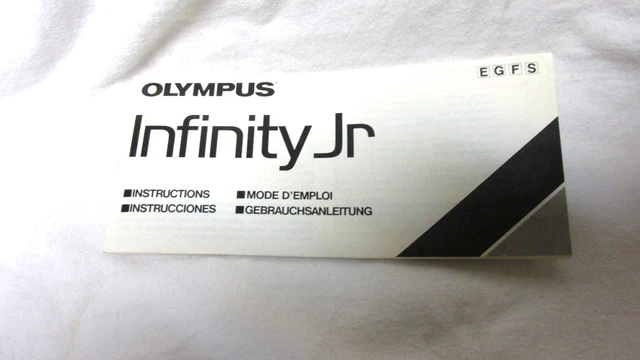 E G F S
OLYMPUS
Infinity Jr
■INSTRUCTIONS ■MODE D'EMPLOI
■INSTRUCCIONES ■GEBRAUCHSANLEITUNG